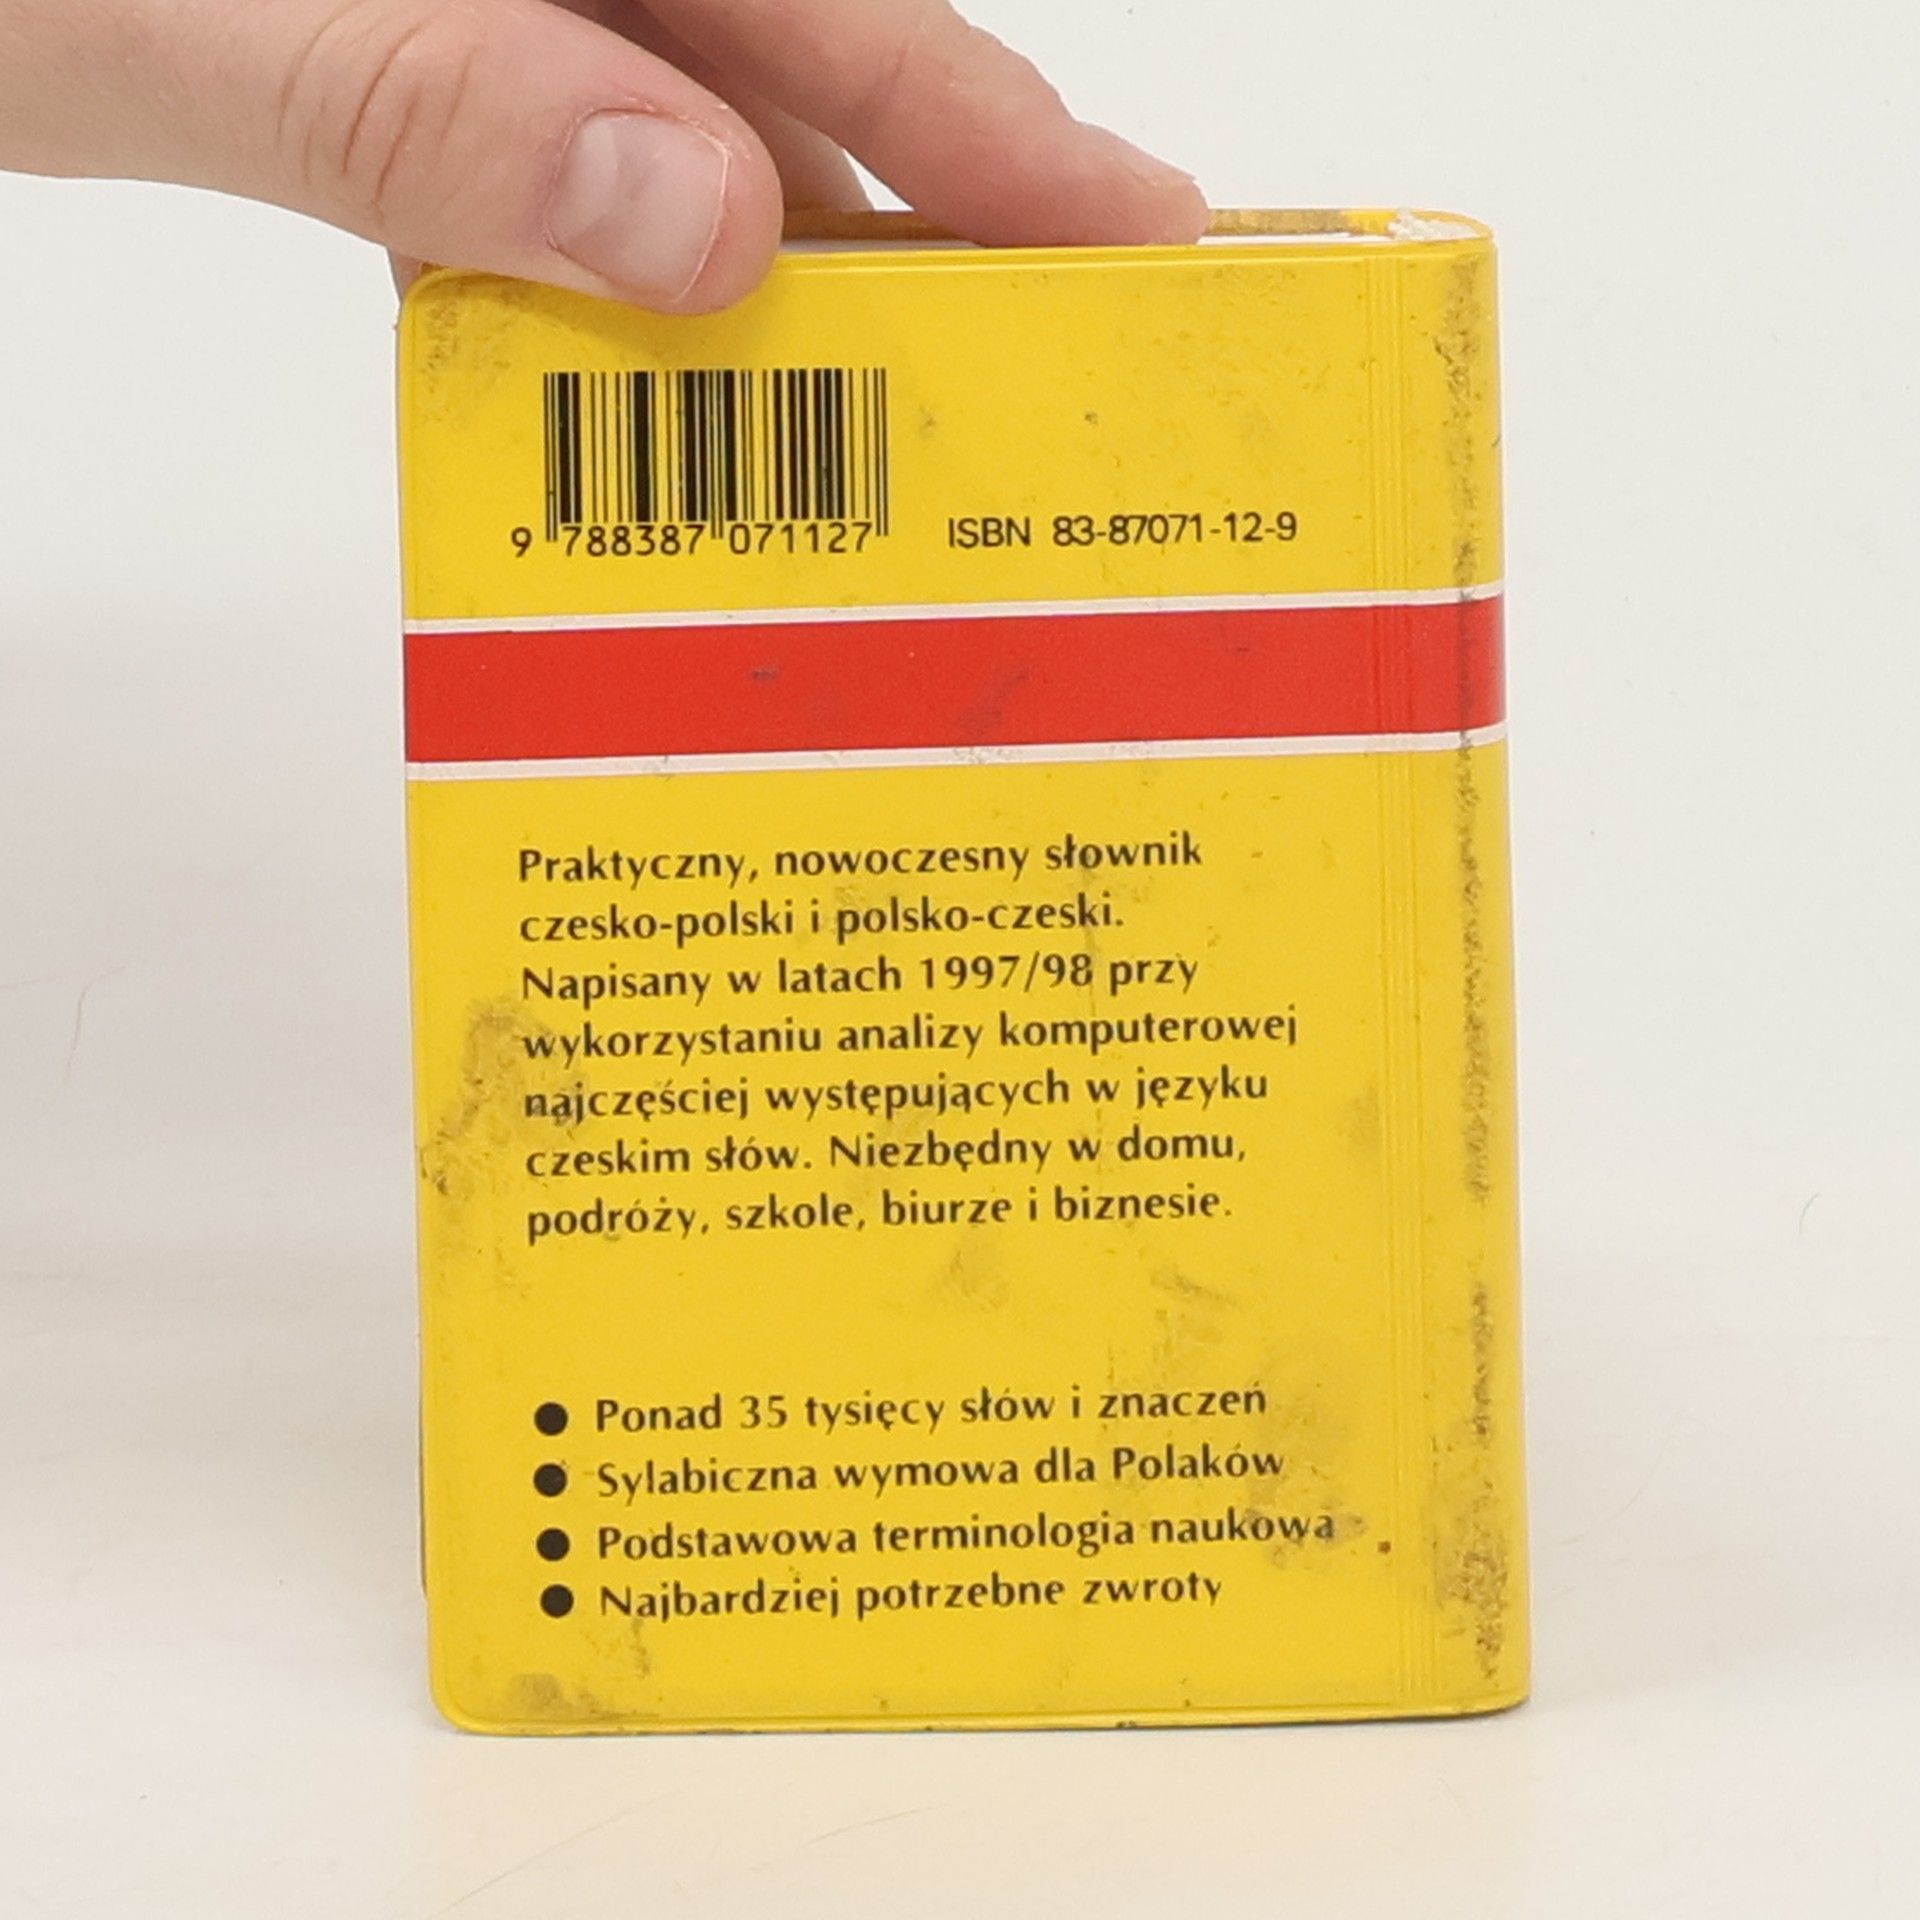 9 788387 071127
ISBN 83-87071-12-9
Praktyczny, nowoczesny słownik
czesko-polski i polsko-czeski.
Napisany w latach 1997/98 przy
wykorzystaniu analizy komputerowej
najczęściej występujących w języku
czeskim słów. Niezbędny w domu,
podróży, szkole, biurze i biznesie.
● Ponad 35 tysięcy słów i znaczeń
● Sylabiczna wymowa dla Polaków
● Podstawowa terminologia naukowa
● Najbardziej potrzebne zwroty